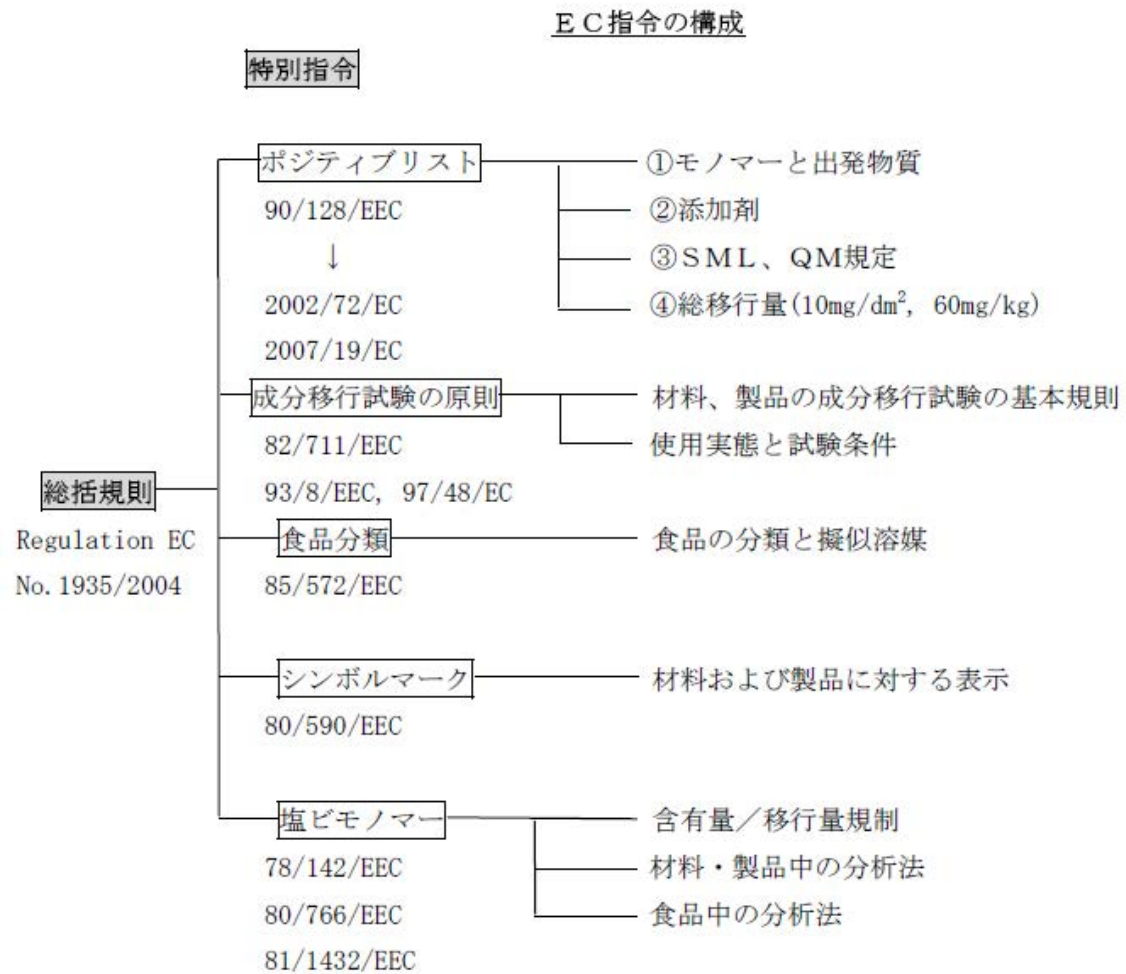 ＥＣ指令の構成
特別指令
ポジティブリスト
①モノマーと出発物質
90/128/EEC
②添加剤
↓
③ＳＭＬ、ＱＭ規定
2002/72/EC
④総移行量(10mg/dm², 60mg/kg)
2007/19/EC
成分移行試験の原則
材料、製品の成分移行試験の基本規則
82/711/EEC
使用実態と試験条件
93/8/EEC, 97/48/EC
総括規則
Regulation EC
No.1935/2004
食品分類
食品の分類と擬似溶媒
85/572/EEC
シンボルマーク
材料および製品に対する表示
80/590/EEC
塩ビモノマー
含有量／移行量規制
78/142/EEC
材料・製品中の分析法
80/766/EEC
食品中の分析法
81/1432/EEC